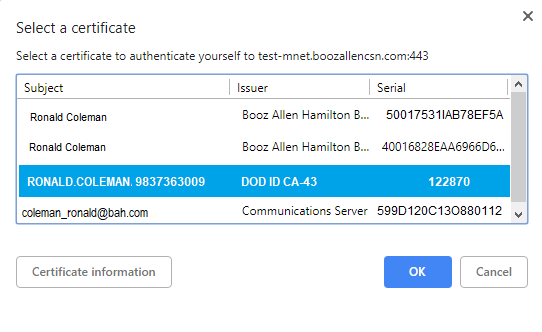 Select a certificate
Select a certificate to authenticate yourself to test-mnet.boozallencsn.com:443
Subject Issuer Serial
Ronald Coleman Booz Allen Hamilton B... 50017531IAB78EF5A
Ronald Coleman Booz Allen Hamilton B... 40016828EAA6966D6...
RONALD.COLEMAN. 9837363009 DOD ID CA-43 122870
coleman_ronald@bah.com Communications Server 599D120C13O880112
Certificate information OK Cancel